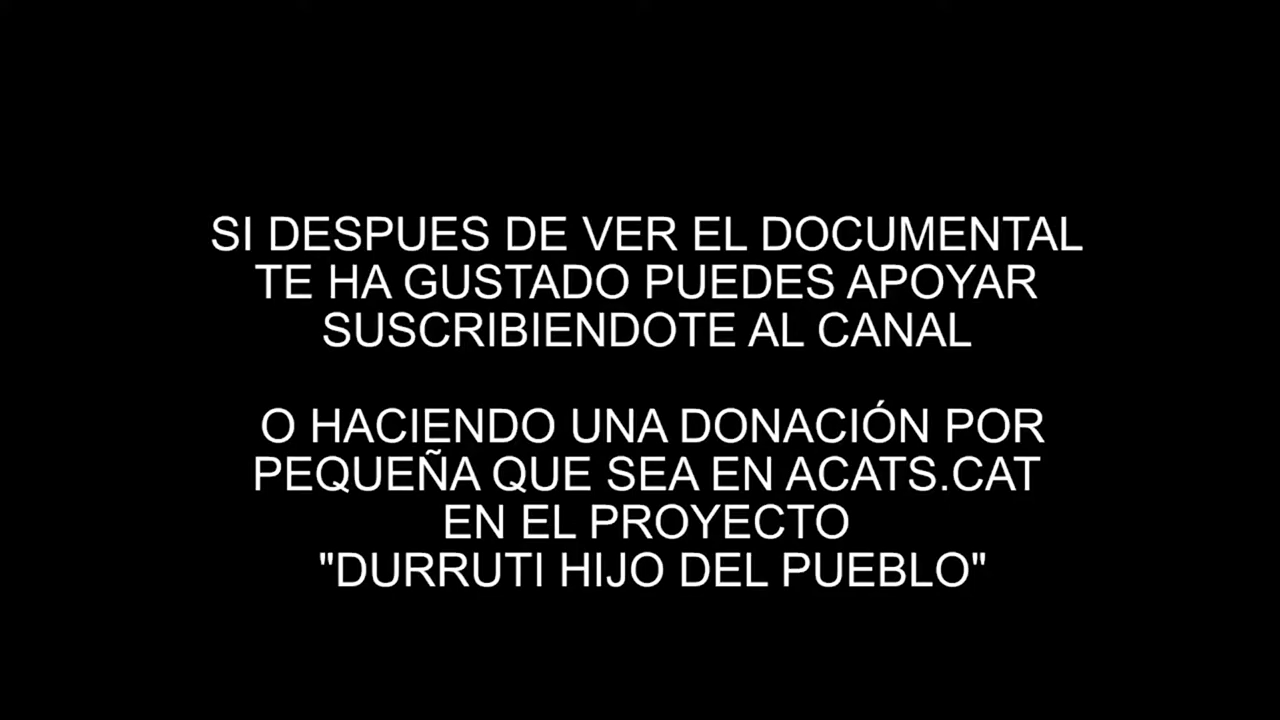 SI DESPUES DE VER EL DOCUMENTAL
TE HA GUSTADO PUEDES APOYAR
SUSCRIBIENDOTE AL CANAL
O HACIENDO UNA DONACIÓN POR
PEQUEÑA QUE SEA EN ACATS.CAT
EN EL PROYECTO
"DURRUTI HIJO DEL PUEBLO"